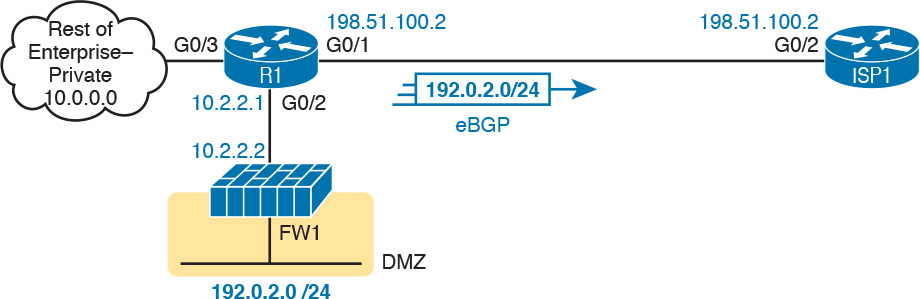 Rest of
Enterprise–
Private
10.0.0.0
G0/3
198.51.100.2
G0/1
R1
10.2.2.1
G0/2
192.0.2.0/24
eBGP
198.51.100.2
G0/2
ISP1
10.2.2.2
FW1
DMZ
192.0.2.0 /24